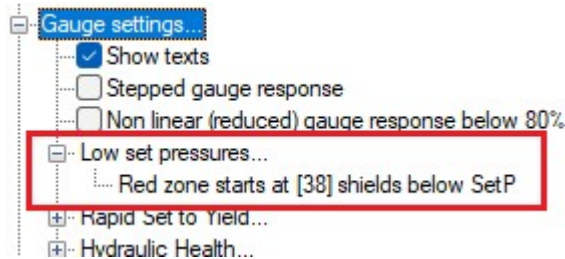 Gauge settings...
Show texts
Stepped gauge response
Non linear (reduced) gauge response below 80%
Low set pressures...
Red zone starts at [38] shields below SetP
Rapid Set to Yield...
Hydraulic Health...